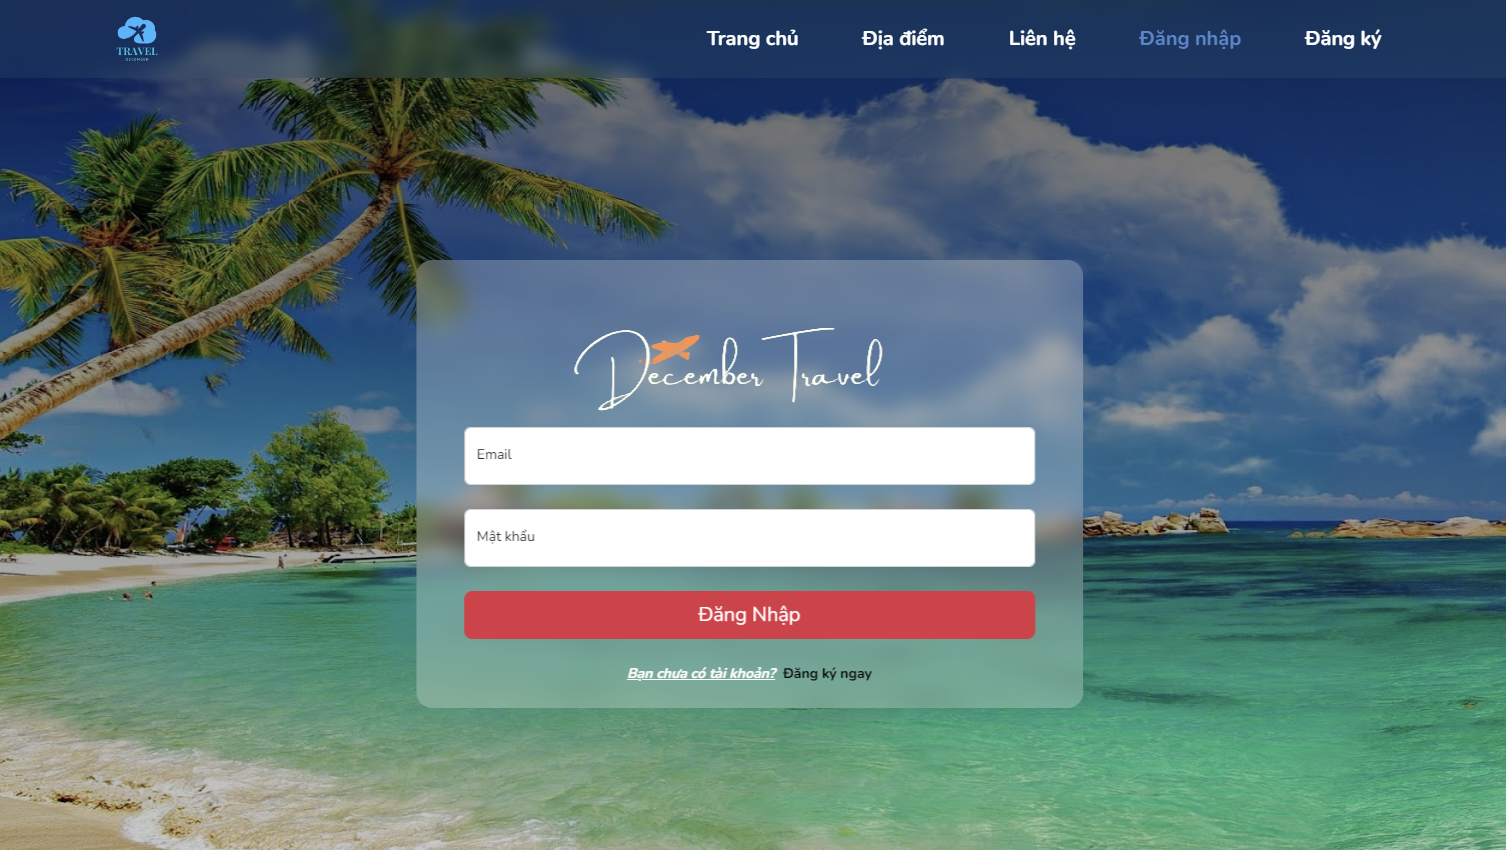 TRAVEL
DECEMBER
Trang chủ
Địa điểm
Liên hệ
Đăng nhập
Đăng ký
December Travel
Email
Mật khẩu
Đăng Nhập
Bạn chưa có tài khoản? Đăng ký ngay